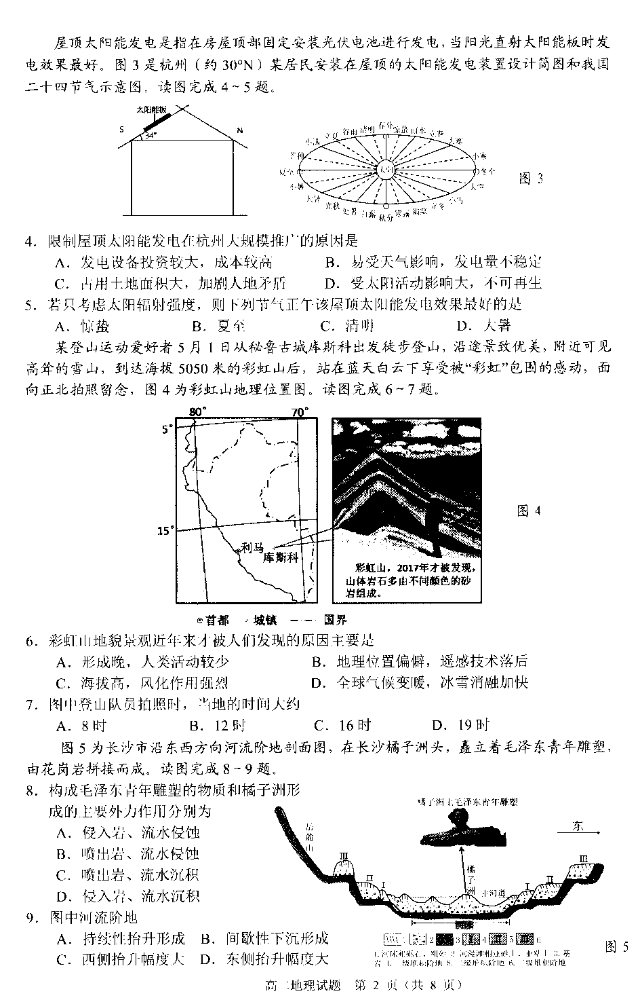 屋顶太阳能发电是指在房屋顶部固定安装光伏电池进行发电，当阳光直射太阳能板时发
电效果最好。图 3 是杭州（约 30°N）某居民安装在屋顶的太阳能发电装置设计简图和我国
二十四节气示意图。读图完成 4～5 题。
太阳能板
S
34°
N
春分
清明
谷雨
立夏
小满
芒种
夏至
小暑
大暑
立秋
处暑
白露
秋分
寒露
霜降
立冬
小雪
大雪
冬至
小寒
大寒
立春
雨水
惊蛰
太阳
图 3
4．限制屋顶太阳能发电在杭州大规模推广的原因是
A．发电设备投资较大，成本较高
B．易受天气影响，发电量不稳定
C．占用土地面积大，加剧人地矛盾
D．受太阳活动影响大，不可再生
5．若只考虑太阳辐射强度，则下列节气正午该屋顶太阳能发电效果最好的是
A．惊蛰
B．夏至
C．清明
D．大暑
某登山运动爱好者 5 月 1 日从秘鲁古城库斯科出发徒步登山，沿途景致优美，附近可见
高耸的雪山，到达海拔 5050 米的彩虹山后，站在蓝天白云下享受被“彩虹”包围的感动，面
向正北拍照留念，图 4 为彩虹山地理位置图。读图完成 6～7 题。
80°
70°
5°
15°
利马
库斯科
彩虹山，2017年才被发现，
山体岩石多由不同颜色的砂
岩组成。
图 4
◎首都 城镇 国界
6．彩虹山地貌景观近年来才被人们发现的原因主要是
A．形成晚，人类活动较少
B．地理位置偏僻，遥感技术落后
C．海拔高，风化作用强烈
D．全球气候变暖，冰雪消融加快
7．图中登山队员拍照时，当地的时间大约
A．8 时
B．12 时
C．16 时
D．19 时
图 5 为长沙市沿东西方向河流阶地剖面图，在长沙橘子洲头，矗立着毛泽东青年雕塑，
由花岗岩拼接而成。读图完成 8～9 题。
8．构成毛泽东青年雕塑的物质和橘子洲形
成的主要外力作用分别为
A．侵入岩、流水侵蚀
B．喷出岩、流水侵蚀
C．喷出岩、流水沉积
D．侵入岩、流水沉积
9．图中河流阶地
A．持续性抬升形成
B．间歇性下沉形成
C．西侧抬升幅度大
D．东侧抬升幅度大
橘子洲上毛泽东青年雕塑
东
岳麓山
III
II
I
橘子洲
I
II
III
1 2 3 4 5 6
图 5
高二地理试题 第 2 页（共 8 页）